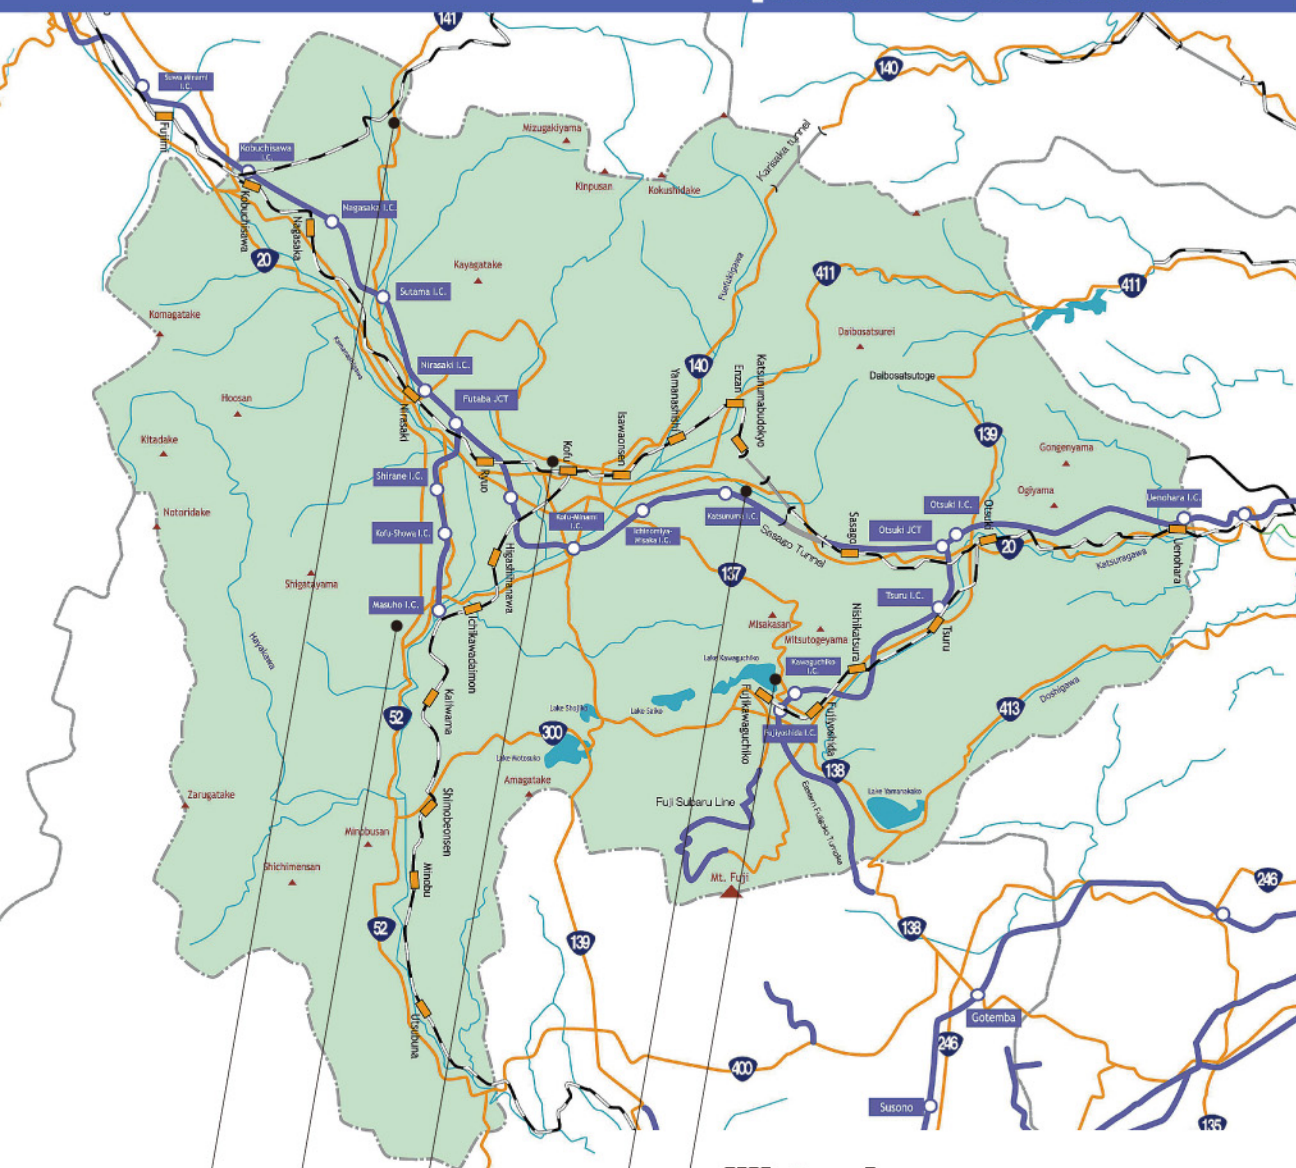 141
Suwa Minami
I.C.
140
Fujimi
Kobuchisawa
I.C.
Mizugakiyama
Karisaka tunnel
Kinpusan
Kokushidake
Kobuchisawa
Nagasaka I.C.
Nagasaka
20
Kayagatake
Fuefukigawa
411
411
Sutama I.C.
Komagatake
Daibosatsurei
Kamanashigawa
Nirasaki I.C.
140
Enzan
Katsunumabudokyo
Yamanashishi
Daibosatsutoge
Hoosan
Futaba JCT
Nirasaki
Isawaonsen
139
Kitadake
Kofu
Gongenyama
Shirane I.C.
Ryuo
Ogiyama
Uenohara I.C.
Notoridake
Kofu-Minami
I.C.
Katsunuma I.C.
Otsuki I.C.
Otsuki
Kofu-Showa I.C.
Ichinomiya-
Misaka I.C.
Sasago Tunnel
Sasago
Otsuki JCT
20
Katsuragawa
Uenohara
Shigatayama
Higashihanawa
137
Masuho I.C.
Ichikawadaimon
Tsuru I.C.
Tsuru
Misakasan
Mitsutogeyama
Nishikatsura
Hayakawa
Lake Kawaguchiko
Kawaguchiko
I.C.
Kaiiwama
Lake Shojiko
Lake Saiko
Fujikawaguchiko
Fujiyoshida
413
Doshigawa
52
300
Fujiyoshida I.C.
Lake Motosuko
138
Amagatake
Zarugatake
Shimobeonsen
Fuji Subaru Line
Eastern Fujigoko Turnpike
Lake Yamanakako
Minobusan
Shichimensan
Minobu
Mt. Fuji
246
52
139
138
Utsubuna
Gotemba
246
400
Susono
135